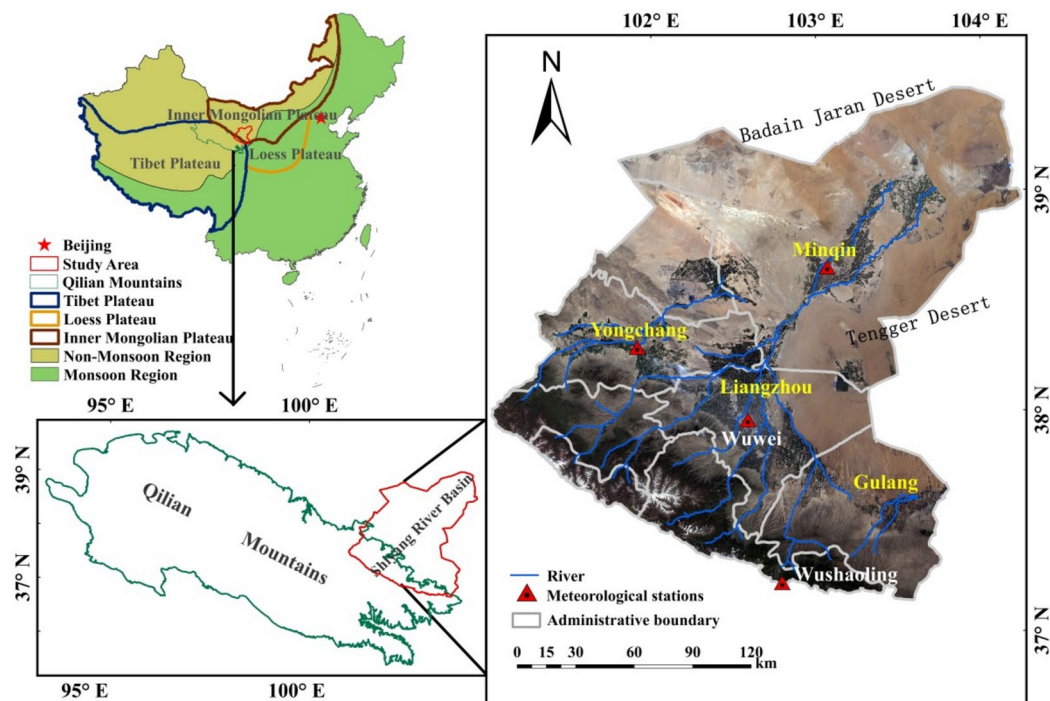 Inner Mongolian Plateau
Tibet Plateau
Loess Plateau
Beijing
Study Area
Qilian Mountains
Tibet Plateau
Loess Plateau
Inner Mongolian Plateau
Non-Monsoon Region
Monsoon Region
95° E
100° E
39° N
37° N
Qilian
Mountains
Shiyang River Basin
95° E
100° E
102° E
103° E
104° E
N
Badain Jaran Desert
39° N
Minqin
Tengger Desert
Yongchang
Liangzhou
38° N
Wuwei
Gulang
Wushaoling
River
Meteorological stations
Administrative boundary
37° N
0 15 30 60 90 120
km
102° E
103° E
104° E